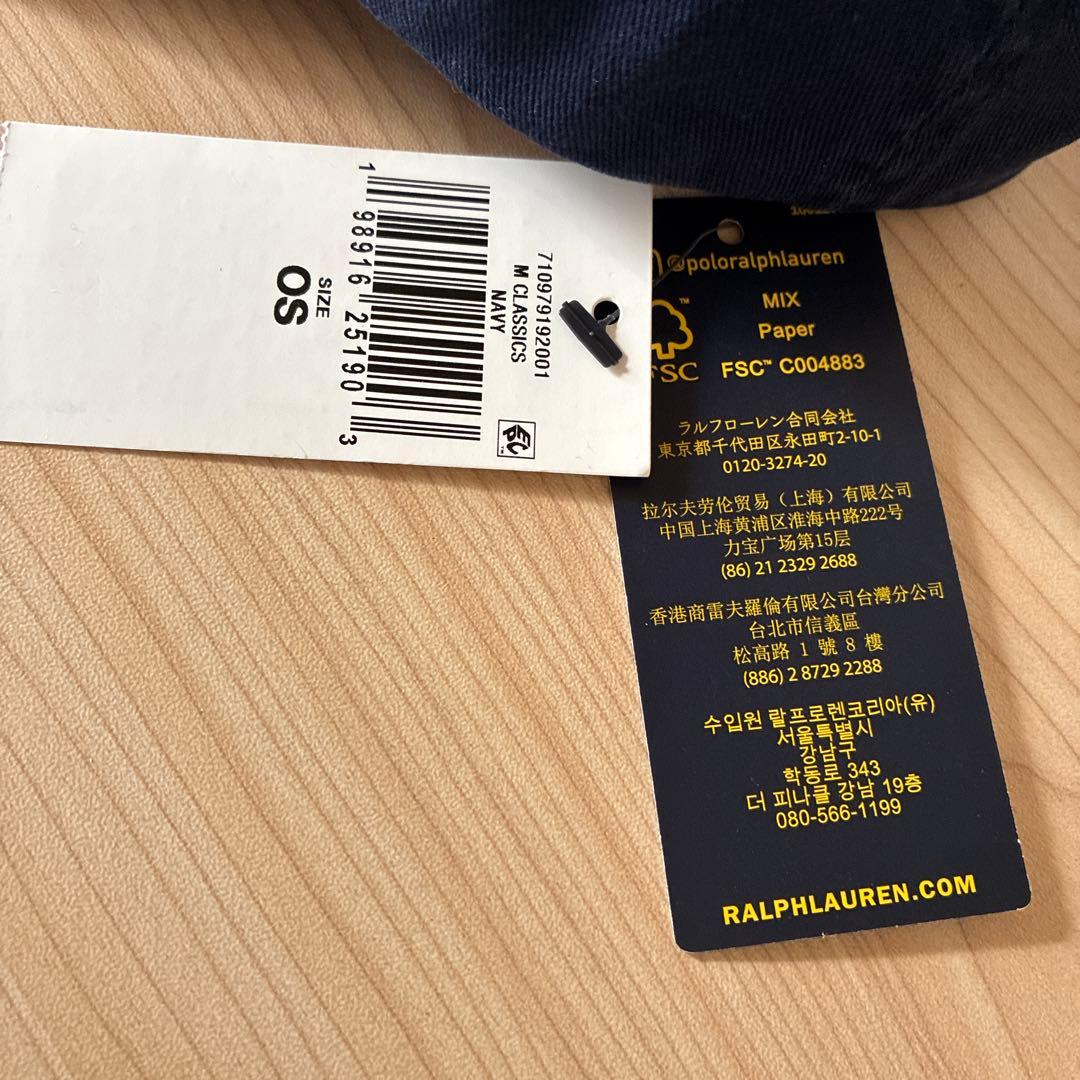 710979192001
M CLASSICS
NAVY
1 98916 25190 3
SIZE
OS
EPC
@poloralphlauren
MIX
Paper
FSC™ C004883
FSC
ラルフローレン合同会社
東京都千代田区永田町2-10-1
0120-3274-20
拉尔夫劳伦贸易（上海）有限公司
中国上海黄浦区淮海中路222号
力宝广场第15层
(86) 21 2329 2688
香港商雷夫羅倫有限公司台灣分公司
台北市信義區
松高路 1 號 8 樓
(886) 2 8729 2288
수입원 랄프로렌코리아(유)
서울특별시
강남구
학동로 343
더 피나클 강남 19층
080-566-1199
RALPHLAUREN.COM